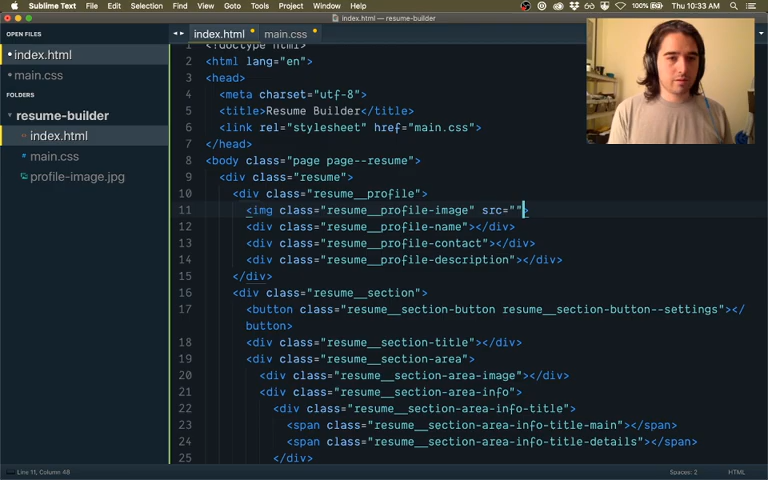 Sublime Text File Edit Selection Find View Goto Tools Project Window Help 100% Thu 10:33 AM
index.html — resume-builder
OPEN FILES
index.html
main.css
FOLDERS
resume-builder
index.html
main.css
profile-image.jpg
index.html main.css
1 <!doctype html>
2 <html lang="en">
3 <head>
4 <meta charset="utf-8">
5 <title>Resume Builder</title>
6 <link rel="stylesheet" href="main.css">
7 </head>
8 <body class="page page--resume">
9 <div class="resume">
10 <div class="resume__profile">
11 <img class="resume__profile-image" src="">
12 <div class="resume__profile-name"></div>
13 <div class="resume__profile-contact"></div>
14 <div class="resume__profile-description"></div>
15 </div>
16 <div class="resume__section">
17 <button class="resume__section-button resume__section-button--settings"></
button>
18 <div class="resume__section-title"></div>
19 <div class="resume__section-area">
20 <div class="resume__section-area-image"></div>
21 <div class="resume__section-area-info">
22 <div class="resume__section-area-info-title">
23 <span class="resume__section-area-info-title-main"></span>
24 <span class="resume__section-area-info-title-details"></span>
25 </div>
Line 11, Column 48 Spaces: 2 HTML